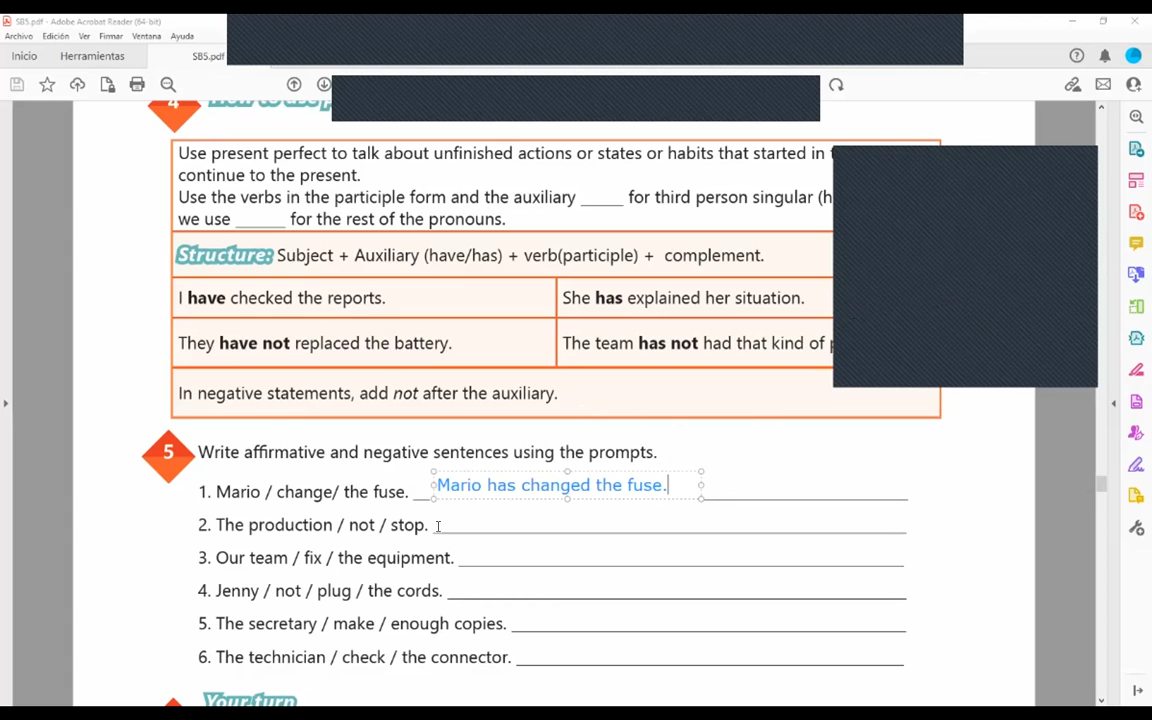 SB5.pdf - Adobe Acrobat Reader (64-bit)
Archivo Edición Ver Firmar Ventana Ayuda
Inicio Herramientas SB5.pdf
4
Use present perfect to talk about unfinished actions or states or habits that started in
continue to the present.
Use the verbs in the participle form and the auxiliary _____ for third person singular (h
we use ______ for the rest of the pronouns.
Structure: Subject + Auxiliary (have/has) + verb(participle) + complement.
I have checked the reports.
She has explained her situation.
They have not replaced the battery.
The team has not had that kind of
In negative statements, add not after the auxiliary.
5 Write affirmative and negative sentences using the prompts.
1. Mario / change/ the fuse. Mario has changed the fuse.
2. The production / not / stop.
3. Our team / fix / the equipment.
4. Jenny / not / plug / the cords.
5. The secretary / make / enough copies.
6. The technician / check / the connector.
Your turn